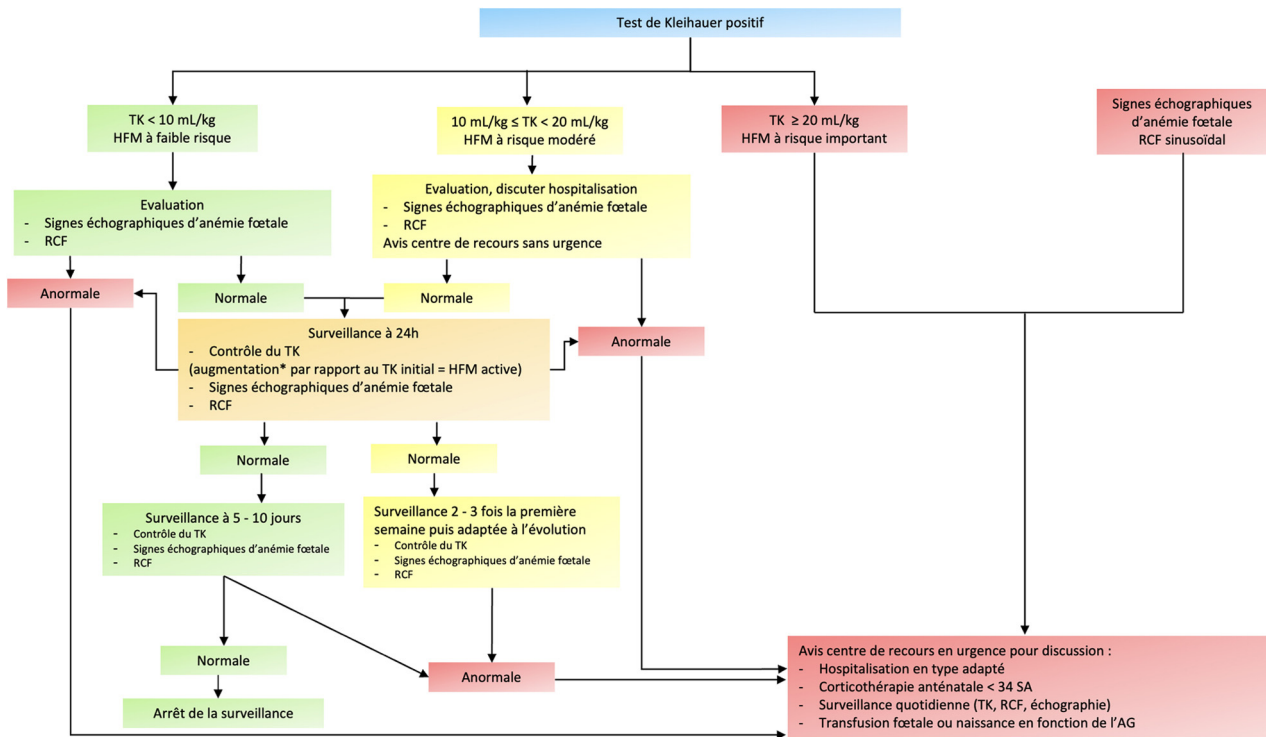 Test de Kleihauer positif
TK < 10 mL/kg
HFM à faible risque
10 mL/kg ≤ TK < 20 mL/kg
HFM à risque modéré
TK ≥ 20 mL/kg
HFM à risque important
Signes échographiques
d’anémie fœtale
RCF sinusoïdal
Evaluation
- Signes échographiques d’anémie fœtale
- RCF
Evaluation, discuter hospitalisation
- Signes échographiques d’anémie fœtale
- RCF
Avis centre de recours sans urgence
Anormale
Normale
Normale
Anormale
Surveillance à 24h
- Contrôle du TK
(augmentation* par rapport au TK initial = HFM active)
- Signes échographiques d’anémie fœtale
- RCF
Normale
Normale
Surveillance à 5 - 10 jours
- Contrôle du TK
- Signes échographiques d’anémie fœtale
- RCF
Surveillance 2 - 3 fois la première
semaine puis adaptée à l’évolution
- Contrôle du TK
- Signes échographiques d’anémie fœtale
- RCF
Normale
Anormale
Arrêt de la surveillance
Avis centre de recours en urgence pour discussion :
- Hospitalisation en type adapté
- Corticothérapie anténatale < 34 SA
- Surveillance quotidienne (TK, RCF, échographie)
- Transfusion fœtale ou naissance en fonction de l’AG